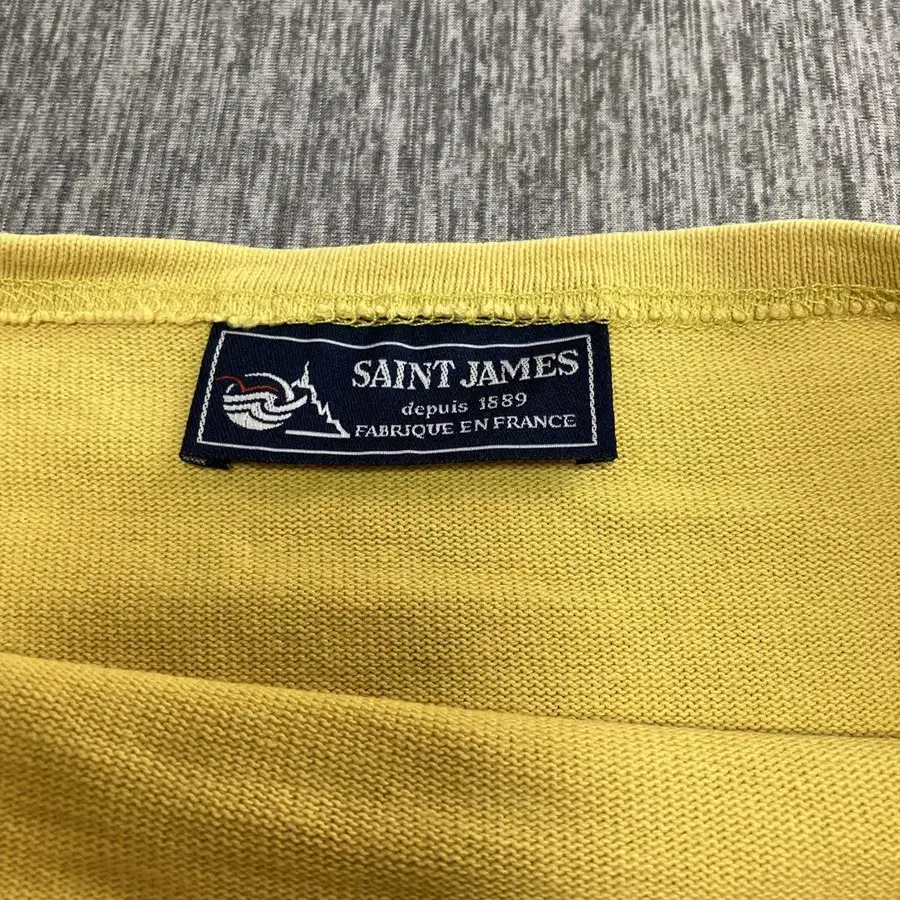 SAINT JAMES
depuis 1889
FABRIQUE EN FRANCE